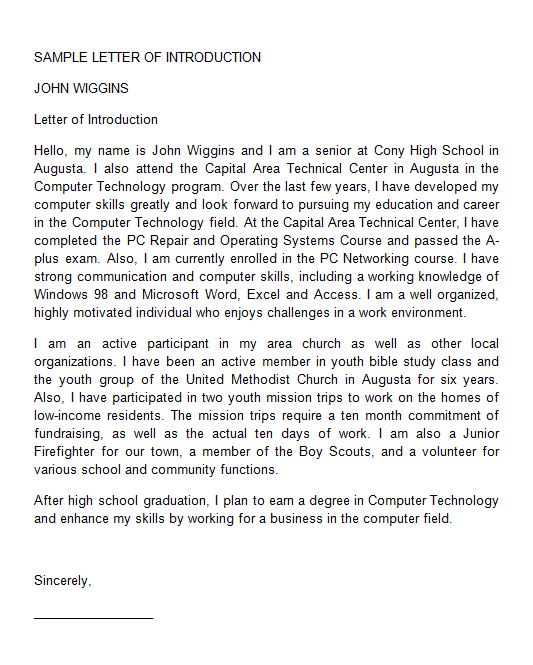 SAMPLE LETTER OF INTRODUCTION
JOHN WIGGINS
Letter of Introduction
Hello, my name is John Wiggins and I am a senior at Cony High School in
Augusta. I also attend the Capital Area Technical Center in Augusta in the
Computer Technology program. Over the last few years, I have developed my
computer skills greatly and look forward to pursuing my education and career
in the Computer Technology field. At the Capital Area Technical Center, I have
completed the PC Repair and Operating Systems Course and passed the A-
plus exam. Also, I am currently enrolled in the PC Networking course. I have
strong communication and computer skills, including a working knowledge of
Windows 98 and Microsoft Word, Excel and Access. I am a well organized,
highly motivated individual who enjoys challenges in a work environment.
I am an active participant in my area church as well as other local
organizations. I have been an active member in youth bible study class and
the youth group of the United Methodist Church in Augusta for six years.
Also, I have participated in two youth mission trips to work on the homes of
low-income residents. The mission trips require a ten month commitment of
fundraising, as well as the actual ten days of work. I am also a Junior
Firefighter for our town, a member of the Boy Scouts, and a volunteer for
various school and community functions.
After high school graduation, I plan to earn a degree in Computer Technology
and enhance my skills by working for a business in the computer field.
Sincerely,